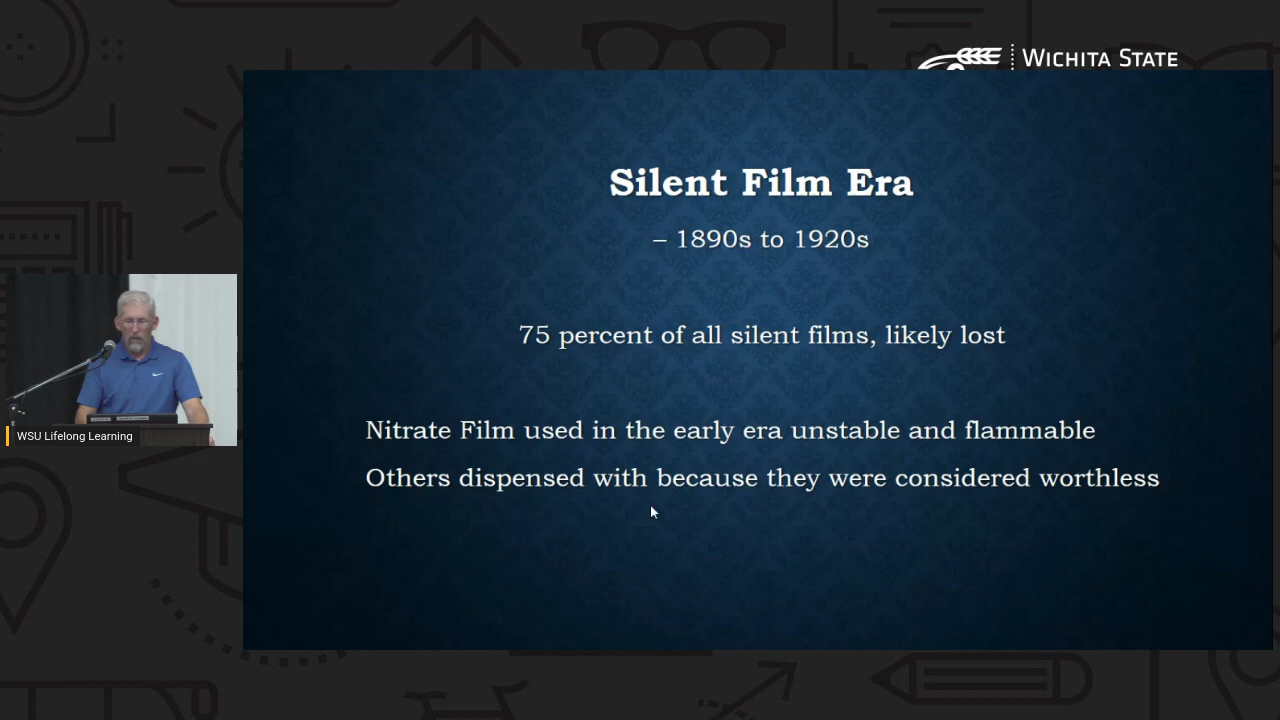 WICHITA STATE
Silent Film Era
– 1890s to 1920s
75 percent of all silent films, likely lost
Nitrate Film used in the early era unstable and flammable
Others dispensed with because they were considered worthless
WSU Lifelong Learning